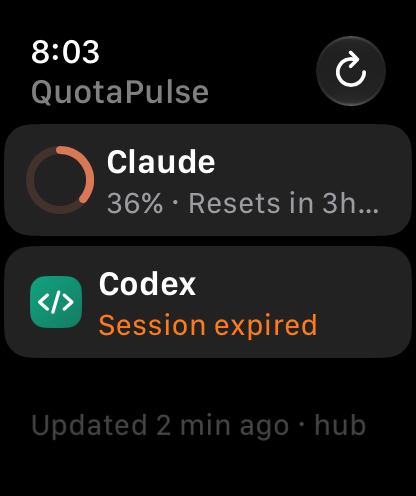 8:03
QuotaPulse
Claude
36% · Resets in 3h...
</>
Codex
Session expired
Updated 2 min ago · hub